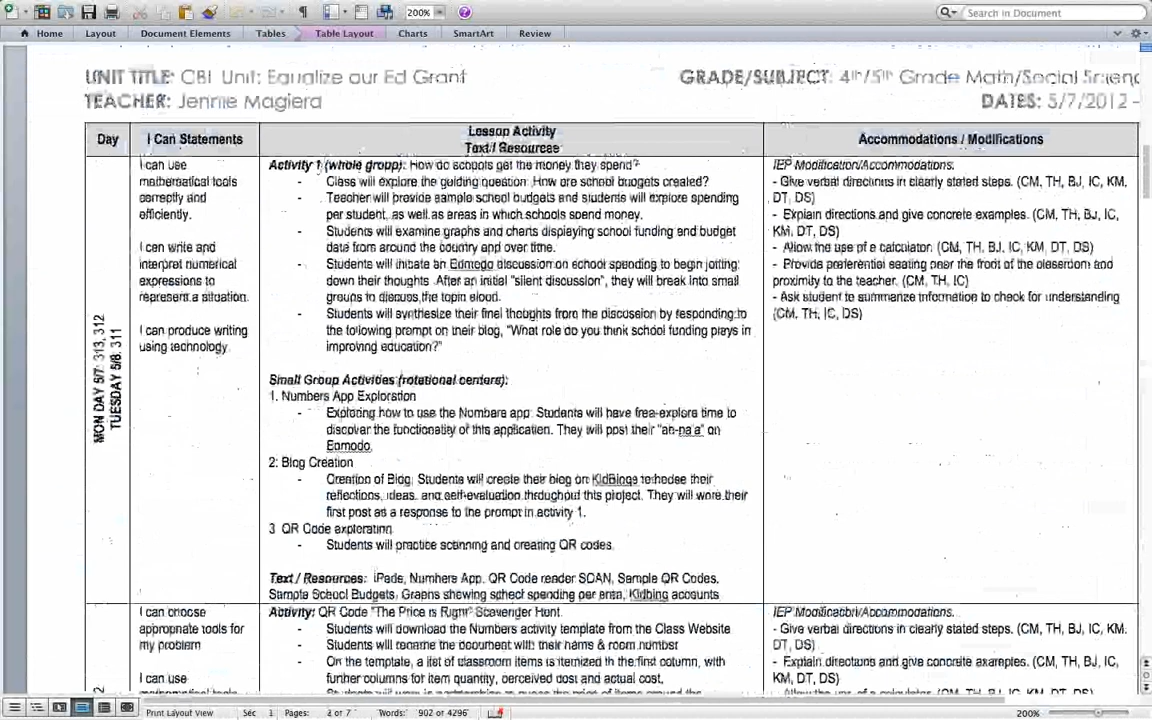 200%
Search in Document
Home Layout Document Elements Tables Table Layout Charts SmartArt Review
UNIT TITLE: CBL Unit: Equalize our Ed Grant
GRADE/SUBJECT: 4th/5th Grade Math/Social Scienc
TEACHER: Jennie Magiera
DATES: 5/7/2012 -
Day
I Can Statements
Lesson Activity
Text / Resources
Accommodations / Modifications
MONDAY 5/7: 313, 312
TUESDAY 5/8: 311
I can use
mathematical tools
correctly and
efficiently.
I can write and
interpret numerical
expressions to
represent a situation.
I can produce writing
using technology
Activity 1 (whole group): How do schools get the money they spend?
- Class will explore the guiding question: How are school budgets created?
- Teacher will provide sample school budgets and students will explore spending
per student, as well as areas in which schools spend money.
- Students will examine graphs and charts displaying school funding and budget
data from around the country and over time.
- Students will initiate an Edmodo discussion on school spending to begin jotting
down their thoughts. After an initial "silent discussion", they will break into small
groups to discuss the topic aloud.
- Students will synthesize their final thoughts from the discussion by responding to
the following prompt on their blog, "What role do you think school funding plays in
improving education?"
Small Group Activities (rotational centers):
1. Numbers App Exploration
- Exploring how to use the Numbers app. Students will have free-explore time to
discover the functionality of this application. They will post their "ah-ha's" on
Edmodo.
2: Blog Creation
- Creation of Blog: Students will create their blog on KidBlogs to house their
reflections, ideas, and self-evaluation throughout this project. They will work their
first post as a response to the prompt in activity 1.
3 QR Code exploration
- Students will practice scanning and creating QR codes
Text / Resources: iPads, Numbers App, QR Code reader SCAN, Sample QR Codes,
Sample School Budgets, Graphs showing school spending per area, Kidblog accounts
IEP Modification/Accommodations:
- Give verbal directions in clearly stated steps. (CM, TH, BJ, IC, KM,
DT, DS)
- Explain directions and give concrete examples. (CM, TH, BJ, IC,
KM, DT, DS)
- Allow the use of a calculator. (CM, TH, BJ, IC, KM, DT, DS)
- Provide preferential seating near the front of the classroom and
proximity to the teacher. (CM, TH, IC)
- Ask student to summarize information to check for understanding
(CM, TH, IC, DS)
2
I can choose
appropriate tools for
my problem
I can use
mathematical tools
Activity: QR Code "The Price is Right" Scavenger Hunt
- Students will download the Numbers activity template from the Class Website
- Students will rename the document with their name & room number
- On the template, a list of classroom items is itemized in the first column, with
further columns for item quantity, perceived cost and actual cost.
IEP Modification/Accommodations:
- Give verbal directions in clearly stated steps. (CM, TH, BJ, IC, KM,
DT, DS)
- Explain directions and give concrete examples. (CM, TH, BJ, IC,
KM, DT, DS)
- Allow the use of a calculator. (CM, TH, BJ, IC, KM, DT, DS)
Print Layout View Sec 1 Pages: 2 of 7 Words: 902 of 4296 200%